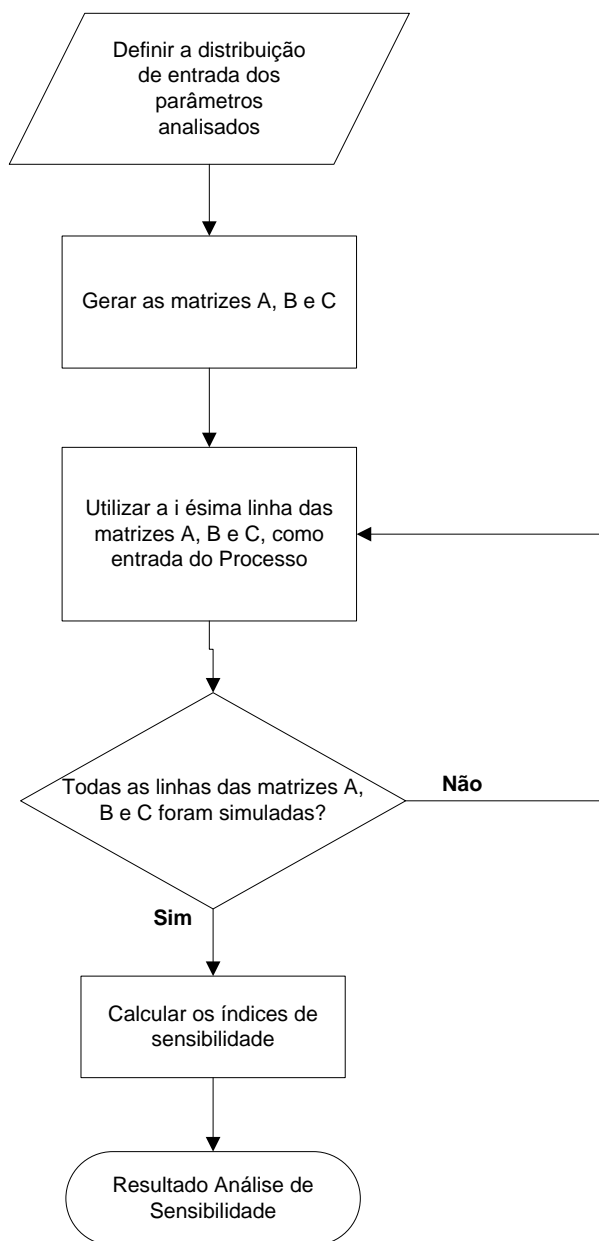 Definir a distribuição
de entrada dos
parâmetros
analisados
Gerar as matrizes A, B e C
Utilizar a i ésima linha das
matrizes A, B e C, como
entrada do Processo
Todas as linhas das matrizes A,
B e C foram simuladas?
Não
Sim
Calcular os índices de
sensibilidade
Resultado Análise de
Sensibilidade